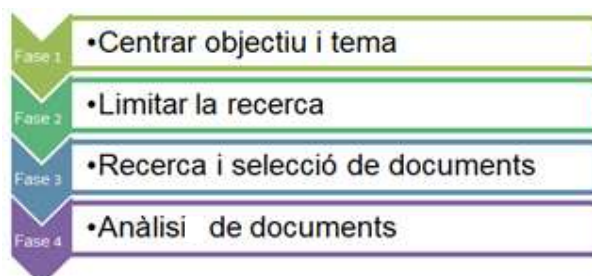 Fase 1
•Centrar objectiu i tema
Fase 2
•Limitar la recerca
Fase 3
•Recerca i selecció de documents
Fase 4
•Anàlisi de documents